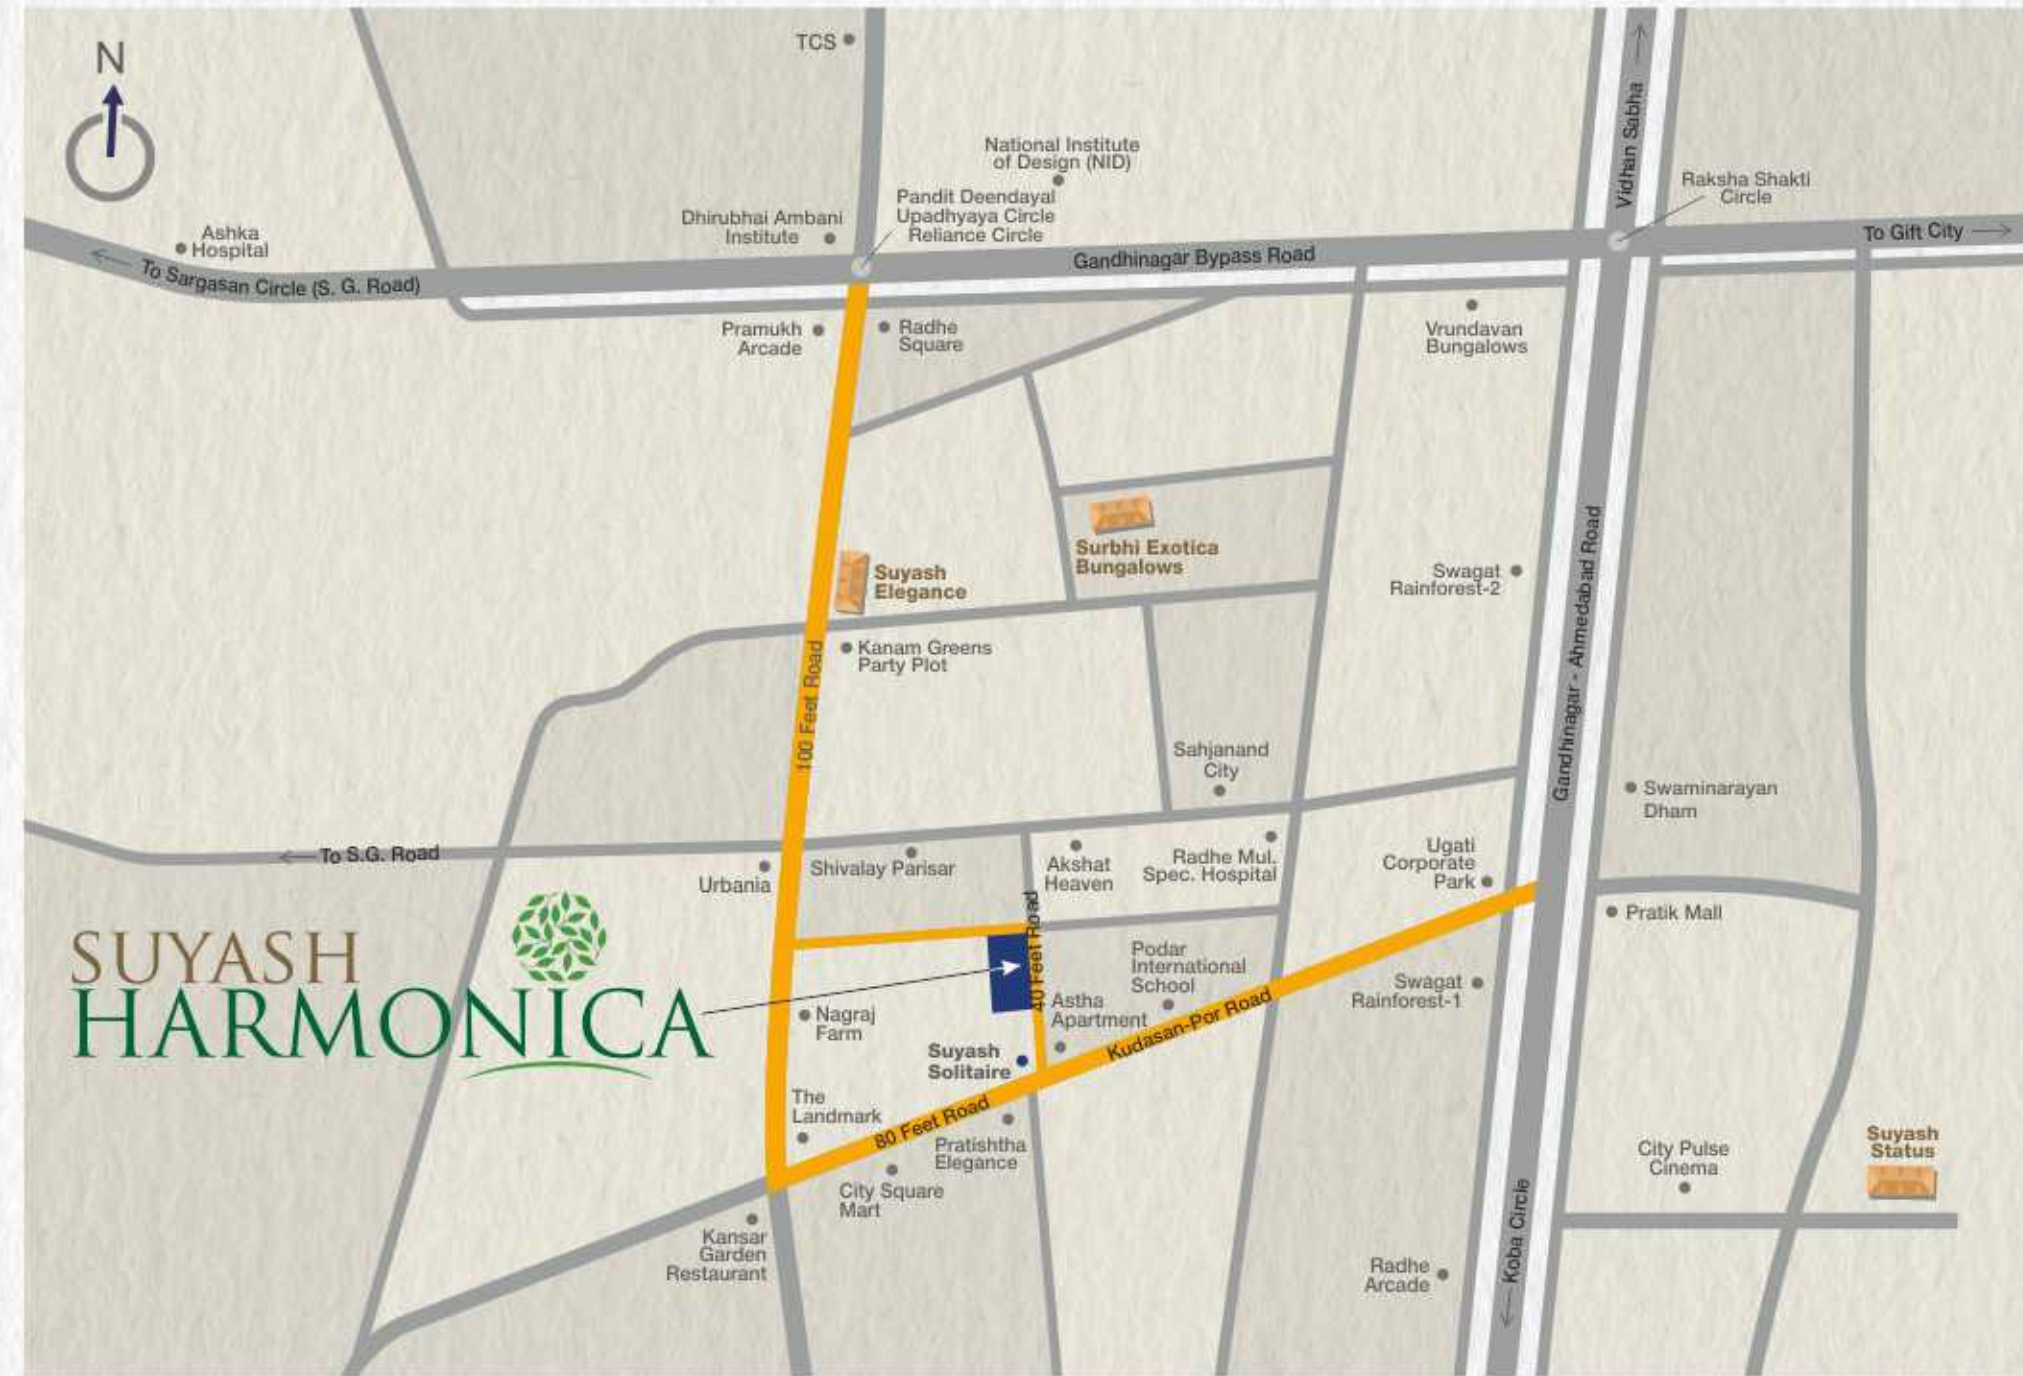 N
TCS
Vidhan Sabha
National Institute
of Design (NID)
Raksha Shakti
Circle
Pandit Deendayal
Upadhyaya Circle
Reliance Circle
Dhirubhai Ambani
Institute
Ashka
Hospital
To Sargasan Circle (S. G. Road)
Gandhinagar Bypass Road
To Gift City
Pramukh
Arcade
Radhe
Square
Vrundavan
Bungalows
Surbhi Exotica
Bungalows
Suyash
Elegance
Swagat
Rainforest-2
Gandhinagar - Ahmedabad Road
Kanam Greens
Party Plot
100 Feet Road
Sahjanand
City
Swaminarayan
Dham
To S.G. Road
Urbania
Shivalay Parisar
Akshat
Heaven
Radhe Mul.
Spec. Hospital
Ugati
Corporate
Park
Pratik Mall
40 Feet Road
SUYASH
HARMONICA
Podar
International
School
Swagat
Rainforest-1
Nagraj
Farm
Astha
Apartment
Kudasan-Por Road
Suyash
Solitaire
The
Landmark
80 Feet Road
Pratishtha
Elegance
City Square
Mart
City Pulse
Cinema
Suyash
Status
Kansar
Garden
Restaurant
Radhe
Arcade
Koba Circle